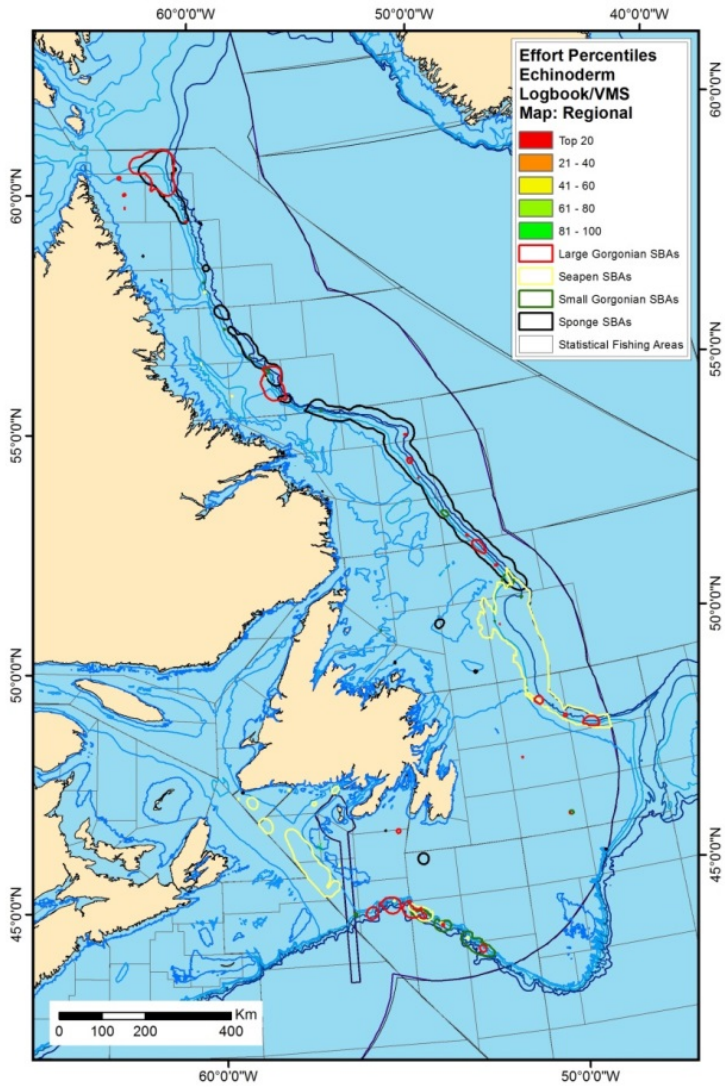 60°0'0"W
50°0'0"W
40°0'0"W
Effort Percentiles
Echinoderm
Logbook/VMS
Map: Regional
Top 20
21 - 40
41 - 60
61 - 80
81 - 100
Large Gorgonian SBAs
Seapen SBAs
Small Gorgonian SBAs
Sponge SBAs
Statistical Fishing Areas
60°0'0"N
60°0'0"N
55°0'0"N
55°0'0"N
50°0'0"N
50°0'0"N
45°0'0"N
45°0'0"N
Km
0 100 200 400
60°0'0"W
50°0'0"W